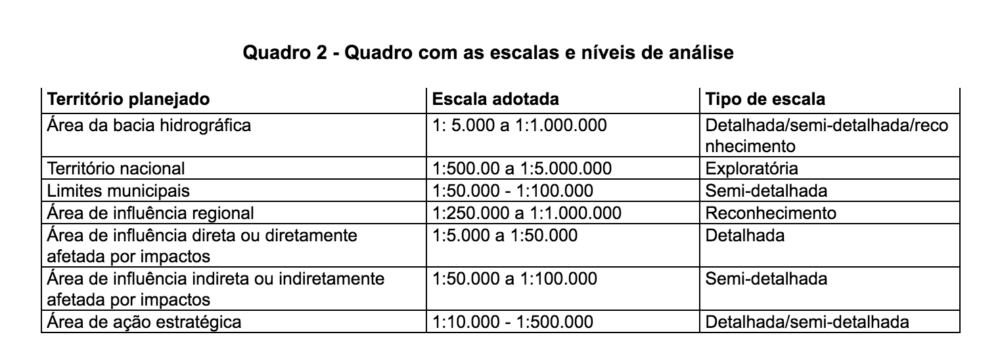 Quadro 2 - Quadro com as escalas e níveis de análise
Território planejado Escala adotada Tipo de escala
Área da bacia hidrográfica 1: 5.000 a 1:1.000.000 Detalhada/semi-detalhada/reco
nhecimento
Território nacional 1:500.00 a 1:5.000.000 Exploratória
Limites municipais 1:50.000 - 1:100.000 Semi-detalhada
Área de influência regional 1:250.000 a 1:1.000.000 Reconhecimento
Área de influência direta ou diretamente 1:5.000 a 1:50.000 Detalhada
afetada por impactos
Área de influência indireta ou indiretamente 1:50.000 a 1:100.000 Semi-detalhada
afetada por impactos
Área de ação estratégica 1:10.000 - 1:500.000 Detalhada/semi-detalhada